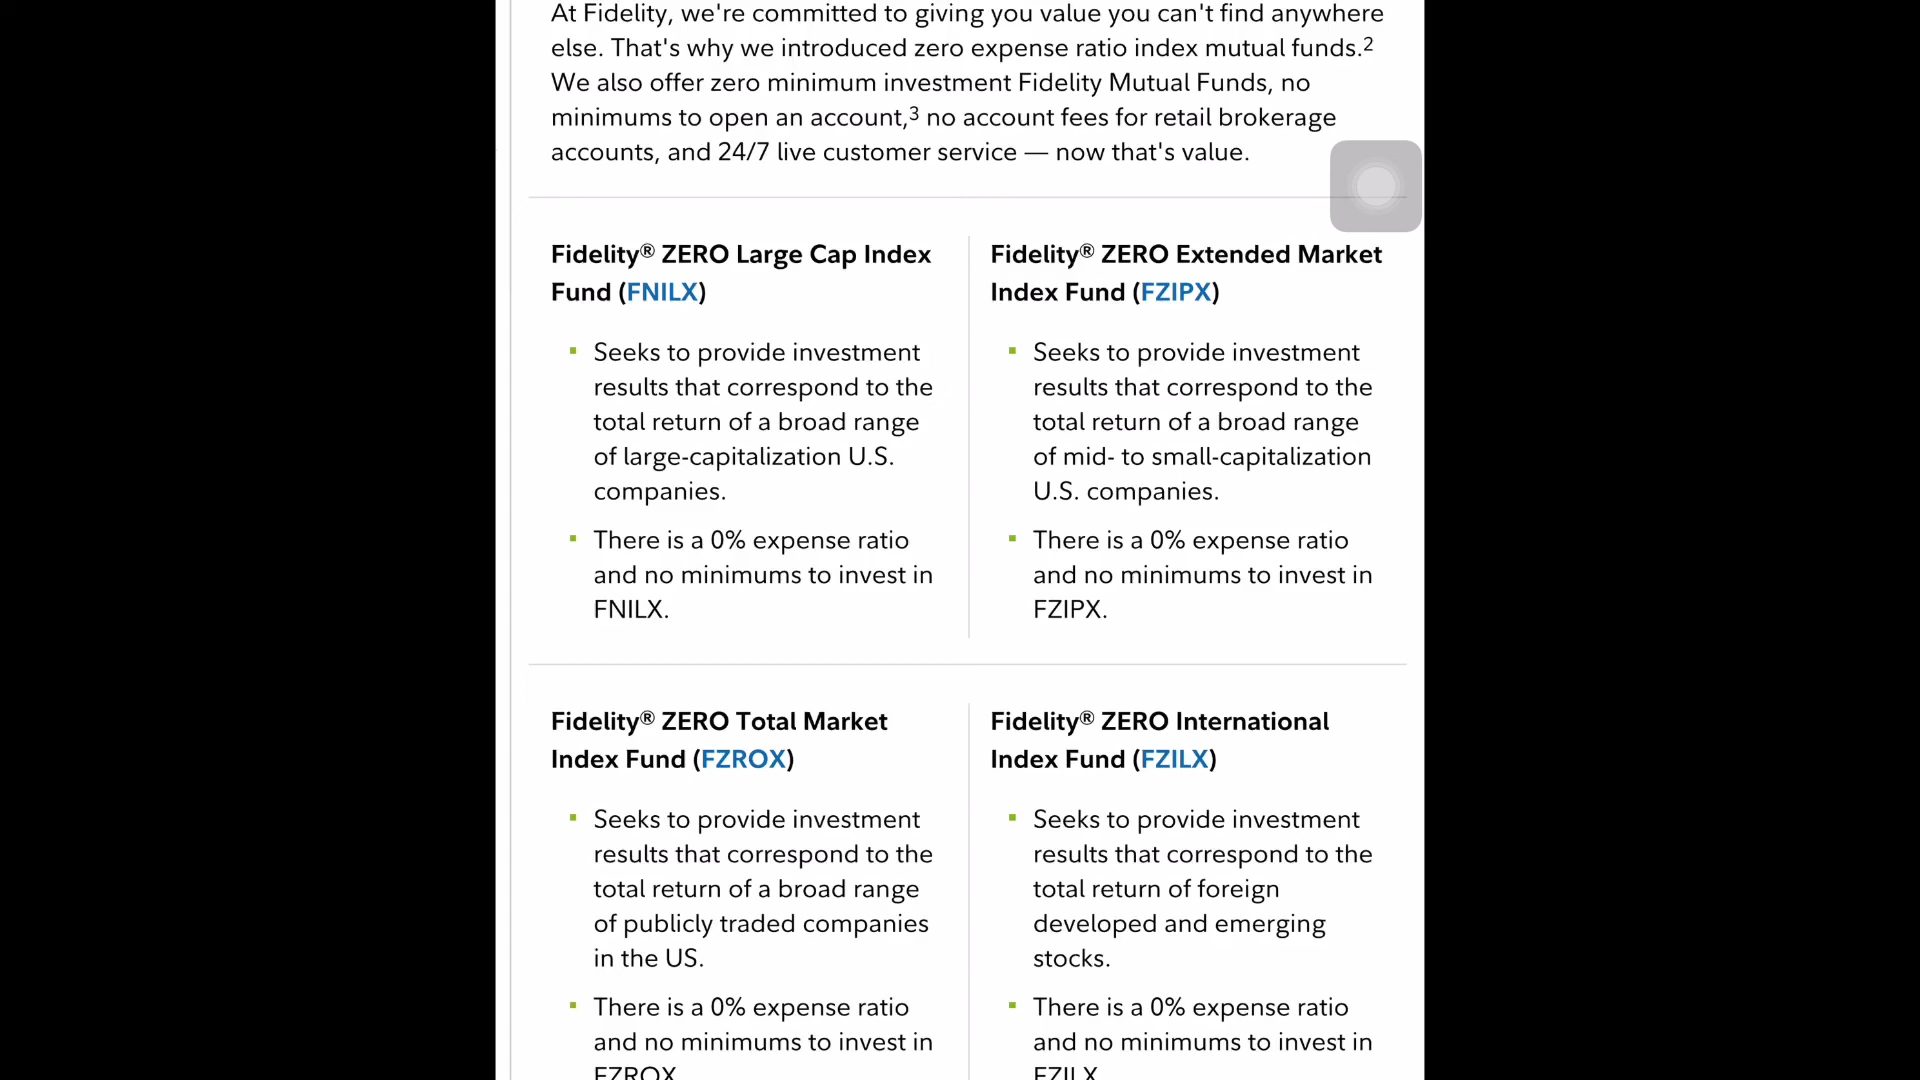 At Fidelity, we're committed to giving you value you can't find anywhere
else. That's why we introduced zero expense ratio index mutual funds.2
We also offer zero minimum investment Fidelity Mutual Funds, no
minimums to open an account,3 no account fees for retail brokerage
accounts, and 24/7 live customer service — now that's value.
Fidelity® ZERO Large Cap Index
Fund (FNILX)
Seeks to provide investment
results that correspond to the
total return of a broad range
of large-capitalization U.S.
companies.
There is a 0% expense ratio
and no minimums to invest in
FNILX.
Fidelity® ZERO Extended Market
Index Fund (FZIPX)
Seeks to provide investment
results that correspond to the
total return of a broad range
of mid- to small-capitalization
U.S. companies.
There is a 0% expense ratio
and no minimums to invest in
FZIPX.
Fidelity® ZERO Total Market
Index Fund (FZROX)
Seeks to provide investment
results that correspond to the
total return of a broad range
of publicly traded companies
in the US.
There is a 0% expense ratio
and no minimums to invest in
FZROX.
Fidelity® ZERO International
Index Fund (FZILX)
Seeks to provide investment
results that correspond to the
total return of foreign
developed and emerging
stocks.
There is a 0% expense ratio
and no minimums to invest in
FZILX.